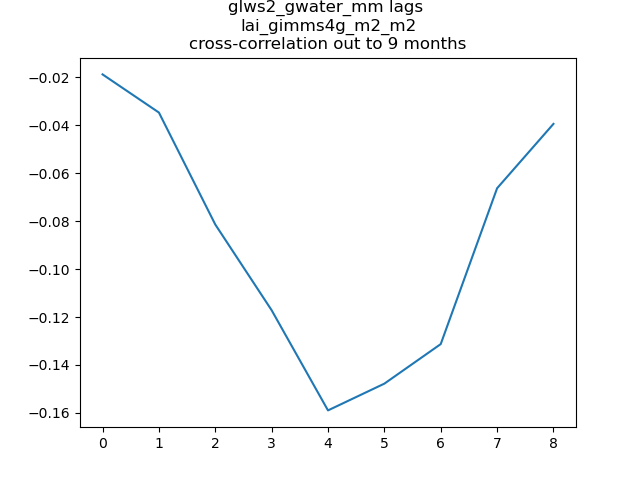 glws2_gwater_mm lags
lai_gimms4g_m2_m2
cross-correlation out to 9 months
−0.02
−0.04
−0.06
−0.08
−0.10
−0.12
−0.14
−0.16
0 1 2 3 4 5 6 7 8